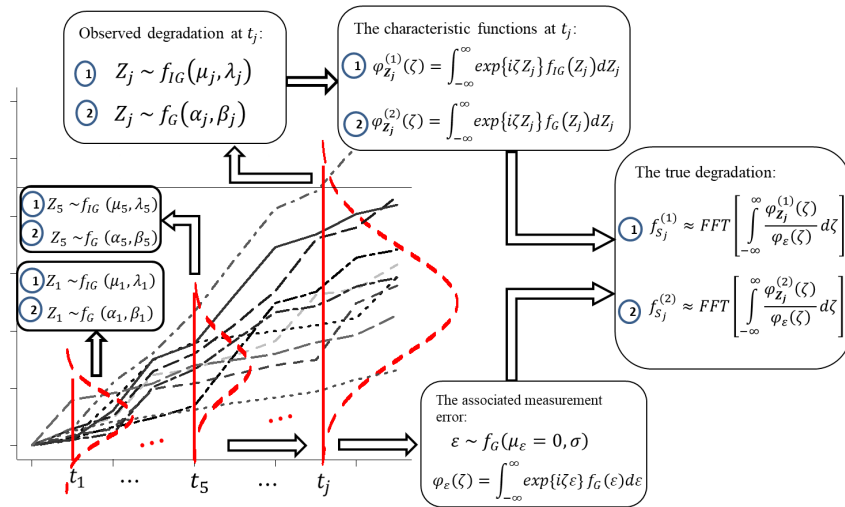 Observed degradation at t_j:
1 Z_j ~ f_IG(μ_j, λ_j)
2 Z_j ~ f_G(α_j, β_j)
The characteristic functions at t_j:
1 φ_{Z_j}^{(1)}(ζ) = ∫_{-∞}^{∞} exp{iζZ_j} f_IG(Z_j)dZ_j
2 φ_{Z_j}^{(2)}(ζ) = ∫_{-∞}^{∞} exp{iζZ_j} f_G(Z_j)dZ_j
The true degradation:
1 f_{S_j}^{(1)} ≈ FFT[∫_{-∞}^{∞} φ_{Z_j}^{(1)}(ζ)/φ_ε(ζ) dζ]
2 f_{S_j}^{(2)} ≈ FFT[∫_{-∞}^{∞} φ_{Z_j}^{(2)}(ζ)/φ_ε(ζ) dζ]
1 Z_5 ~ f_IG (μ_5, λ_5)
2 Z_5 ~ f_G (α_5, β_5)
1 Z_1 ~ f_IG (μ_1, λ_1)
2 Z_1 ~ f_G (α_1, β_1)
The associated measurement
error:
ε ~ f_G(μ_ε = 0, σ)
φ_ε(ζ) = ∫_{-∞}^{∞} exp{iζε} f_G(ε)dε
... ...
t_1 ... t_5 ... t_j